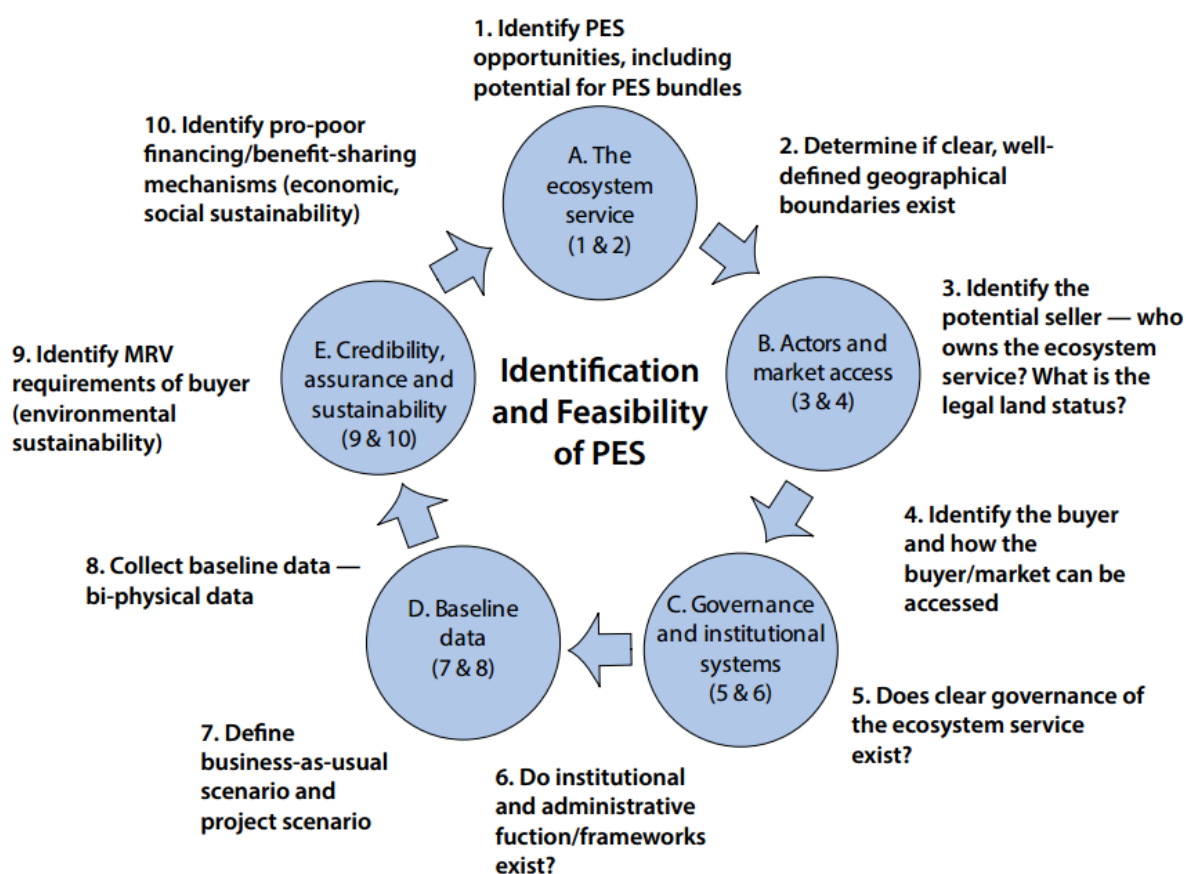 1. Identify PES
opportunities, including
potential for PES bundles
A. The
ecosystem
service
(1 & 2)
2. Determine if clear, well-
defined geographical
boundaries exist
B. Actors and
market access
(3 & 4)
3. Identify the
potential seller — who
owns the ecosystem
service? What is the
legal land status?
4. Identify the buyer
and how the
buyer/market can be
accessed
C. Governance
and institutional
systems
(5 & 6)
5. Does clear governance of
the ecosystem service
exist?
6. Do institutional
and administrative
fuction/frameworks
exist?
D. Baseline
data
(7 & 8)
7. Define
business-as-usual
scenario and
project scenario
8. Collect baseline data —
bi-physical data
E. Credibility,
assurance and
sustainability
(9 & 10)
9. Identify MRV
requirements of buyer
(environmental
sustainability)
10. Identify pro-poor
financing/benefit-sharing
mechanisms (economic,
social sustainability)
Identification
and Feasibility
of PES